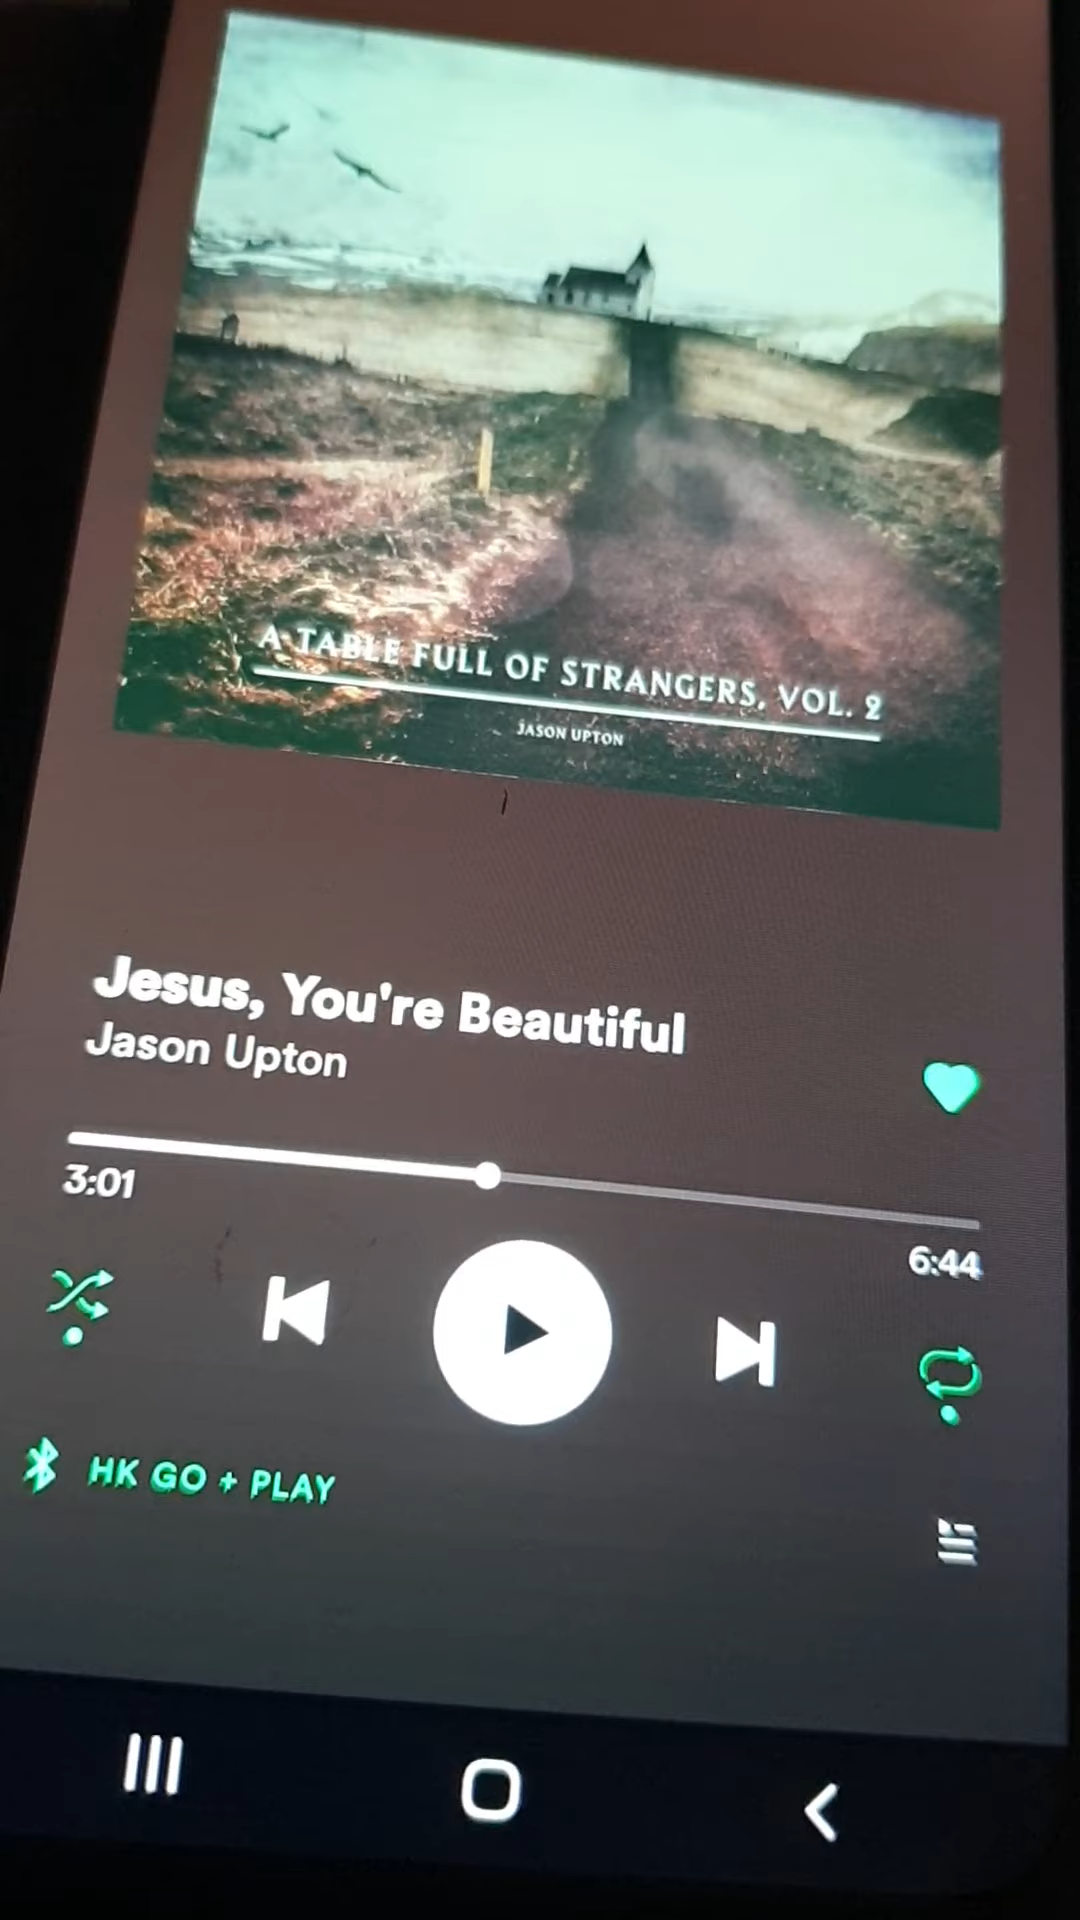 A TABLE FULL OF STRANGERS, VOL. 2
JASON UPTON
Jesus, You're Beautiful
Jason Upton
3:01
6:44
HK GO + PLAY